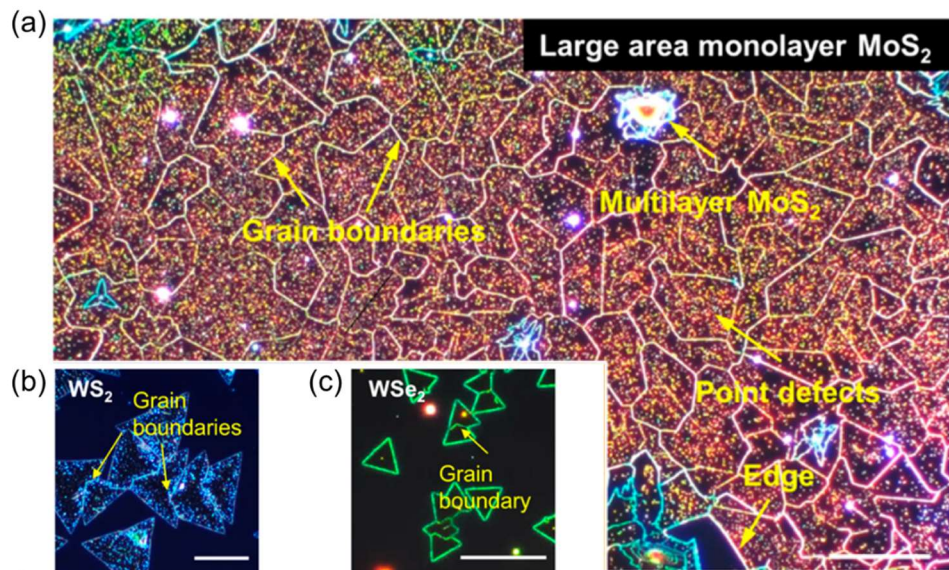 (a)
Large area monolayer MoS₂
Grain boundaries
Multilayer MoS₂
Point defects
Edge
(b)
WS₂
Grain
boundaries
(c)
WSe₂
Grain
boundary